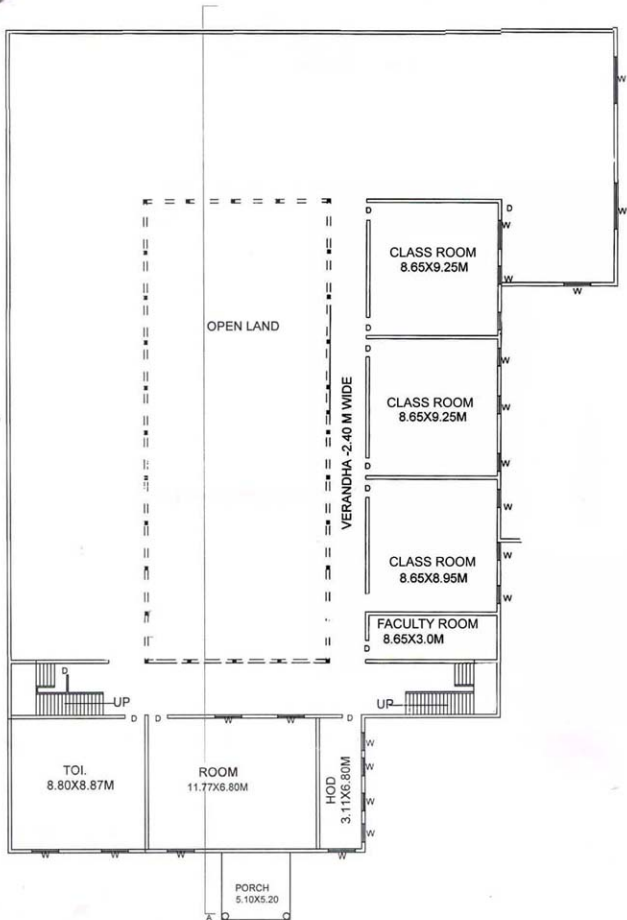 W
W
D
D
W
CLASS ROOM
8.65X9.25M
W
W
D
OPEN LAND
D
W
CLASS ROOM
8.65X9.25M
W
VERANDHA -2.40 M WIDE
D
W
D
W
W
CLASS ROOM
8.65X8.95M
W
FACULTY ROOM
8.65X3.0M
D
D
UP
UP
D
D
W
W
D
W
W
TOI.
8.80X8.87M
ROOM
11.77X6.80M
HOD
3.11X6.80M
W
W
W
W
W
W
PORCH
5.10X5.20
A